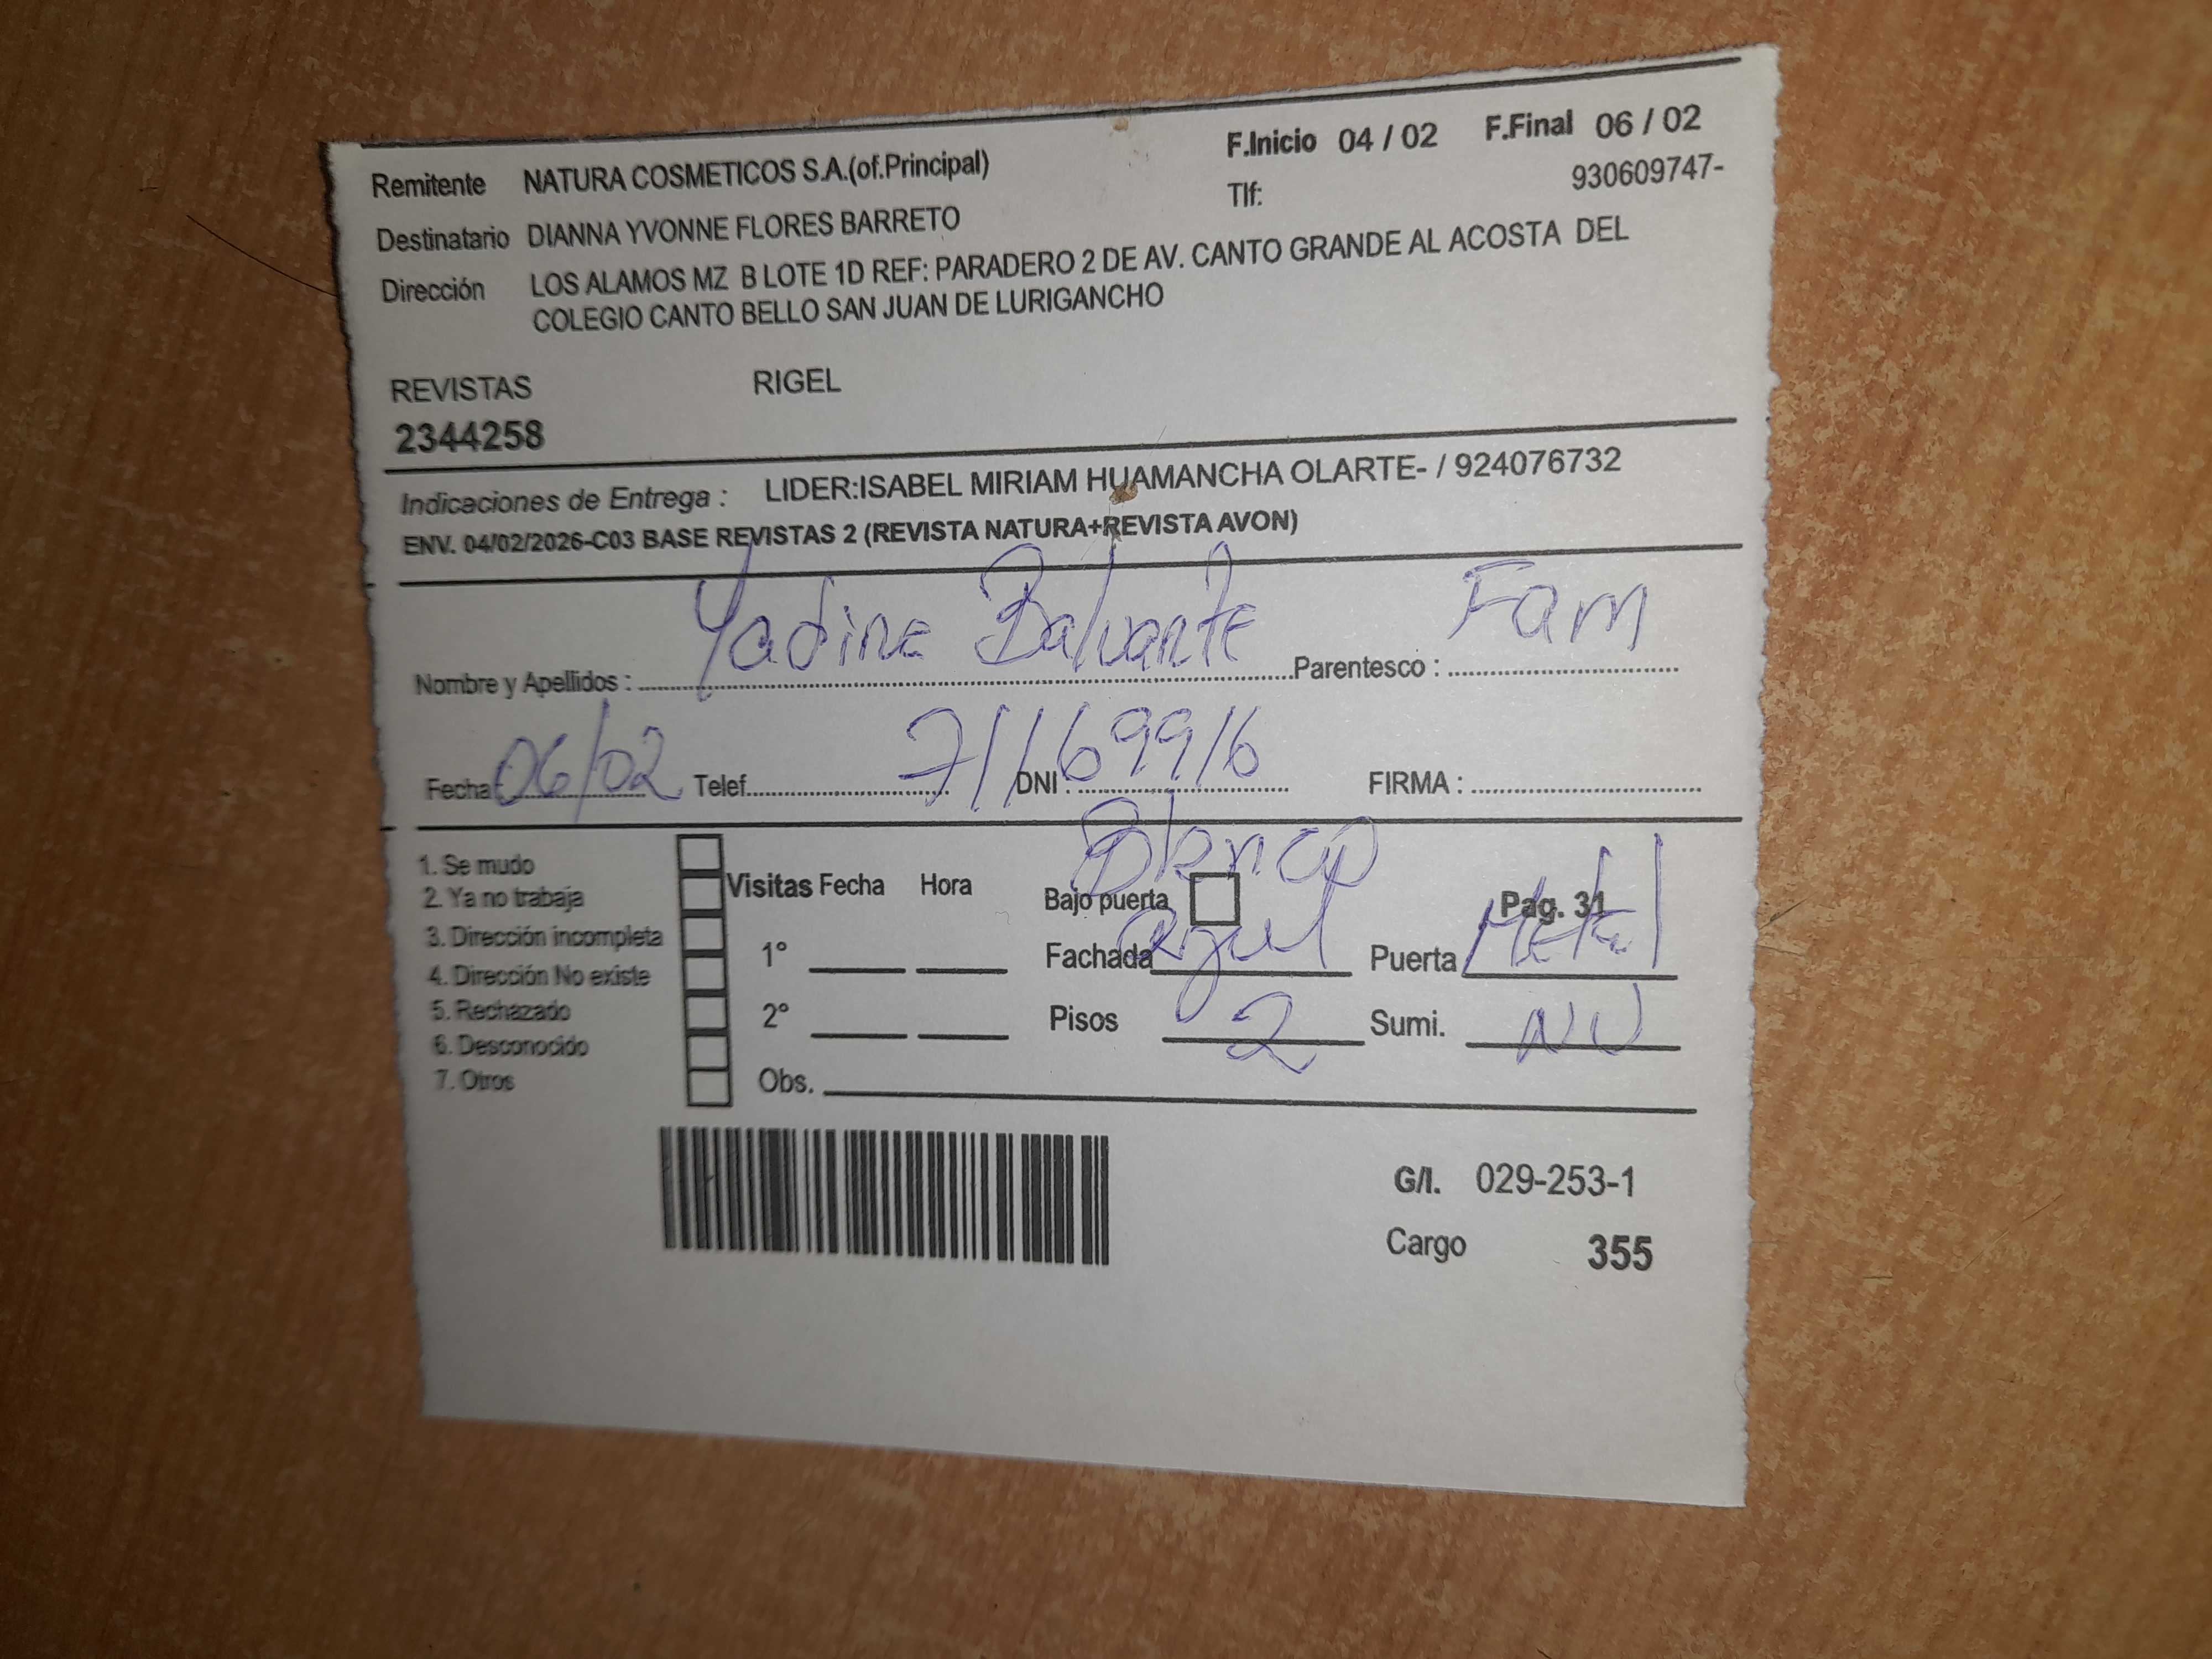 F.Inicio 04 / 02 F.Final 06 / 02
Remitente NATURA COSMETICOS S.A.(of.Principal) Tlf: 930609747-
Destinatario DIANNA YVONNE FLORES BARRETO
Dirección LOS ALAMOS MZ B LOTE 1D REF: PARADERO 2 DE AV. CANTO GRANDE AL ACOSTA DEL
COLEGIO CANTO BELLO SAN JUAN DE LURIGANCHO
REVISTAS RIGEL
2344258
Indicaciones de Entrega : LIDER:ISABEL MIRIAM HUAMANCHA OLARTE- / 924076732
ENV. 04/02/2026-C03 BASE REVISTAS 2 (REVISTA NATURA+REVISTA AVON)
Nombre y Apellidos : Yadine Parentesco : Fam
Fecha 06/02 Telef. DNI : 71169916 FIRMA :
1. Se mudo
2. Ya no trabaja
3. Dirección incompleta
4. Dirección No existe
5. Rechazado
6. Desconocido
7. Otros
Visitas Fecha Hora
1°
2°
Obs.
Blanco
Bajo puerta Pag. 31
Fachada azul Puerta Metal
Pisos 2 Sumi. NV
G/I. 029-253-1
Cargo 355